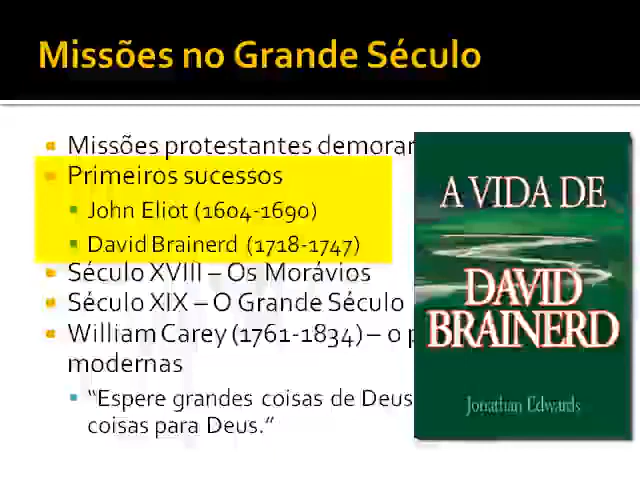 Missões no Grande Século
Missões protestantes demorar
Primeiros sucessos
John Eliot (1604-1690)
David Brainerd (1718-1747)
Século XVIII – Os Morávios
Século XIX – O Grande Século
William Carey (1761-1834) – o p
modernas
“Espere grandes coisas de Deus
coisas para Deus.”
A VIDA DE
DAVID
BRAINERD
Jonathan Edwards